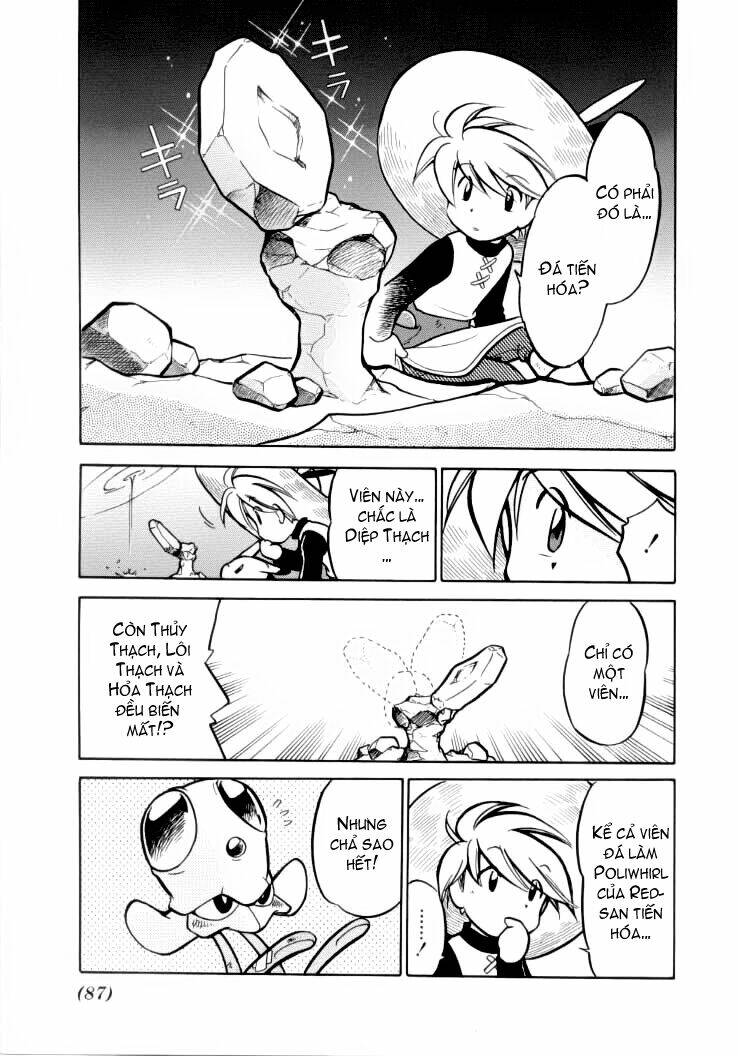 キラ
キラ
Có phải
đó là...
Đá tiến
hóa?
!
Viên này...
chắc là
Diệp Thạch
...
Chỉ có
một
viên...
Còn Thủy
Thạch, Lôi
Thạch và
Hỏa Thạch
đều biến
mất!?
Kể cả viên
đá làm
Poliwhirl
của Red-
san tiến
hóa...
........!
Nhưng
chả sao
hết!
(87)